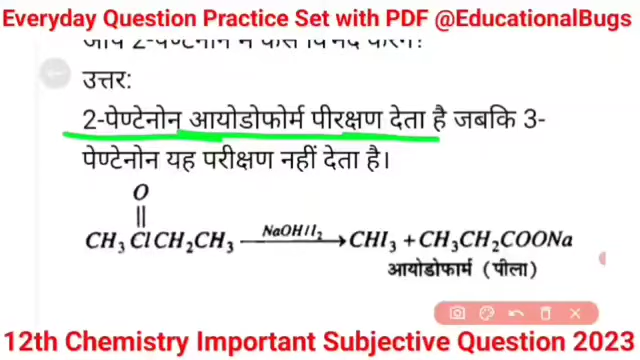 Everyday Question Practice Set with PDF @EducationalBugs
उत्तर:
2-पेण्टेनोन आयोडोफोर्म पीरक्षण देता है जबकि 3-
पेण्टेनोन यह परीक्षण नहीं देता है।
O
||
CH₃ClCH₂CH₃ NaOH/I₂ → CHI₃ + CH₃CH₂COONa
आयोडोफार्म (पीला)
12th Chemistry Important Subjective Question 2023